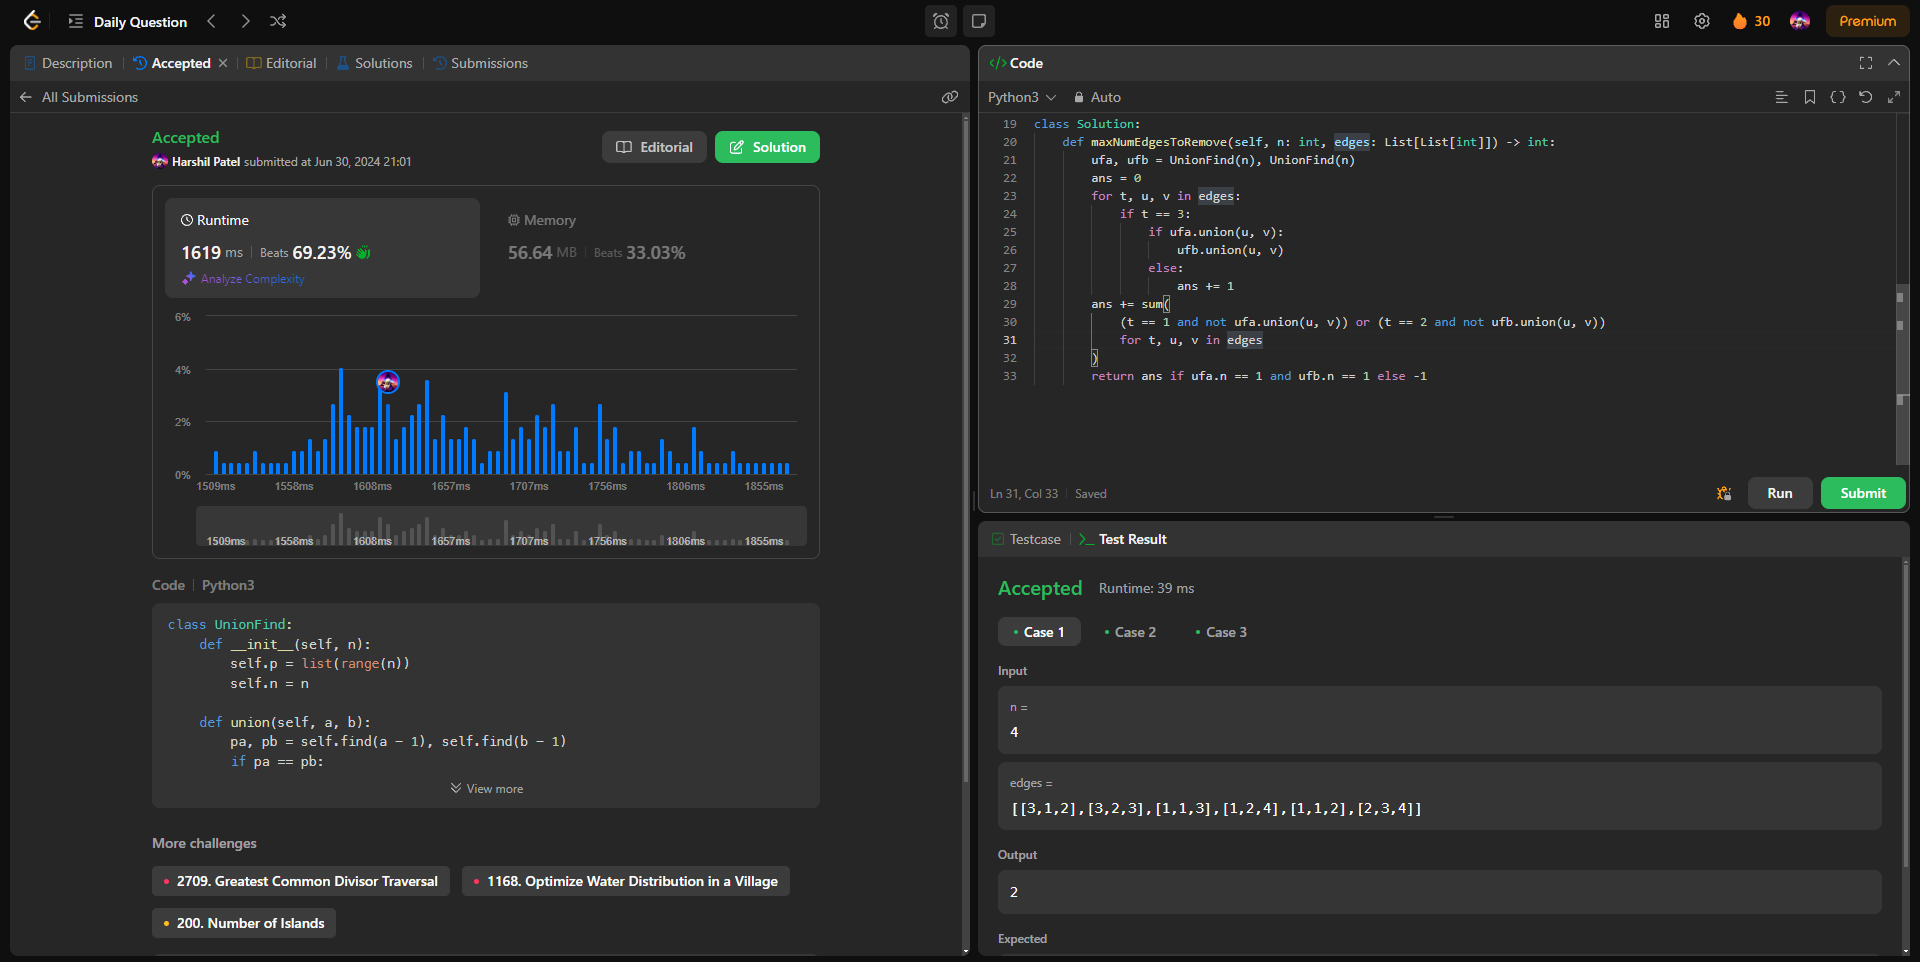 Daily Question
30
Premium
Description
Accepted
Editorial
Solutions
Submissions
All Submissions
Accepted
Harshil Patel submitted at Jun 30, 2024 21:01
Editorial
Solution
Runtime
1619 ms
Beats 69.23%
Analyze Complexity
Memory
56.64 MB
Beats 33.03%
6%
4%
2%
0%
1509ms 1558ms 1608ms 1657ms 1707ms 1756ms 1806ms 1855ms
1509ms 1558ms 1608ms 1657ms 1707ms 1756ms 1806ms 1855ms
Code | Python3
class UnionFind:
    def __init__(self, n):
        self.p = list(range(n))
        self.n = n
    def union(self, a, b):
        pa, pb = self.find(a - 1), self.find(b - 1)
        if pa == pb:
View more
More challenges
2709. Greatest Common Divisor Traversal
1168. Optimize Water Distribution in a Village
200. Number of Islands
</> Code
Python3
Auto
19 class Solution:
20     def maxNumEdgesToRemove(self, n: int, edges: List[List[int]]) -> int:
21         ufa, ufb = UnionFind(n), UnionFind(n)
22         ans = 0
23         for t, u, v in edges:
24             if t == 3:
25                 if ufa.union(u, v):
26                     ufb.union(u, v)
27                 else:
28                     ans += 1
29         ans += sum(
30             (t == 1 and not ufa.union(u, v)) or (t == 2 and not ufb.union(u, v))
31             for t, u, v in edges
32         )
33         return ans if ufa.n == 1 and ufb.n == 1 else -1
Ln 31, Col 33
Saved
Run
Submit
Testcase
Test Result
Accepted
Runtime: 39 ms
Case 1
Case 2
Case 3
Input
n =
4
edges =
[[3,1,2],[3,2,3],[1,1,3],[1,2,4],[1,1,2],[2,3,4]]
Output
2
Expected